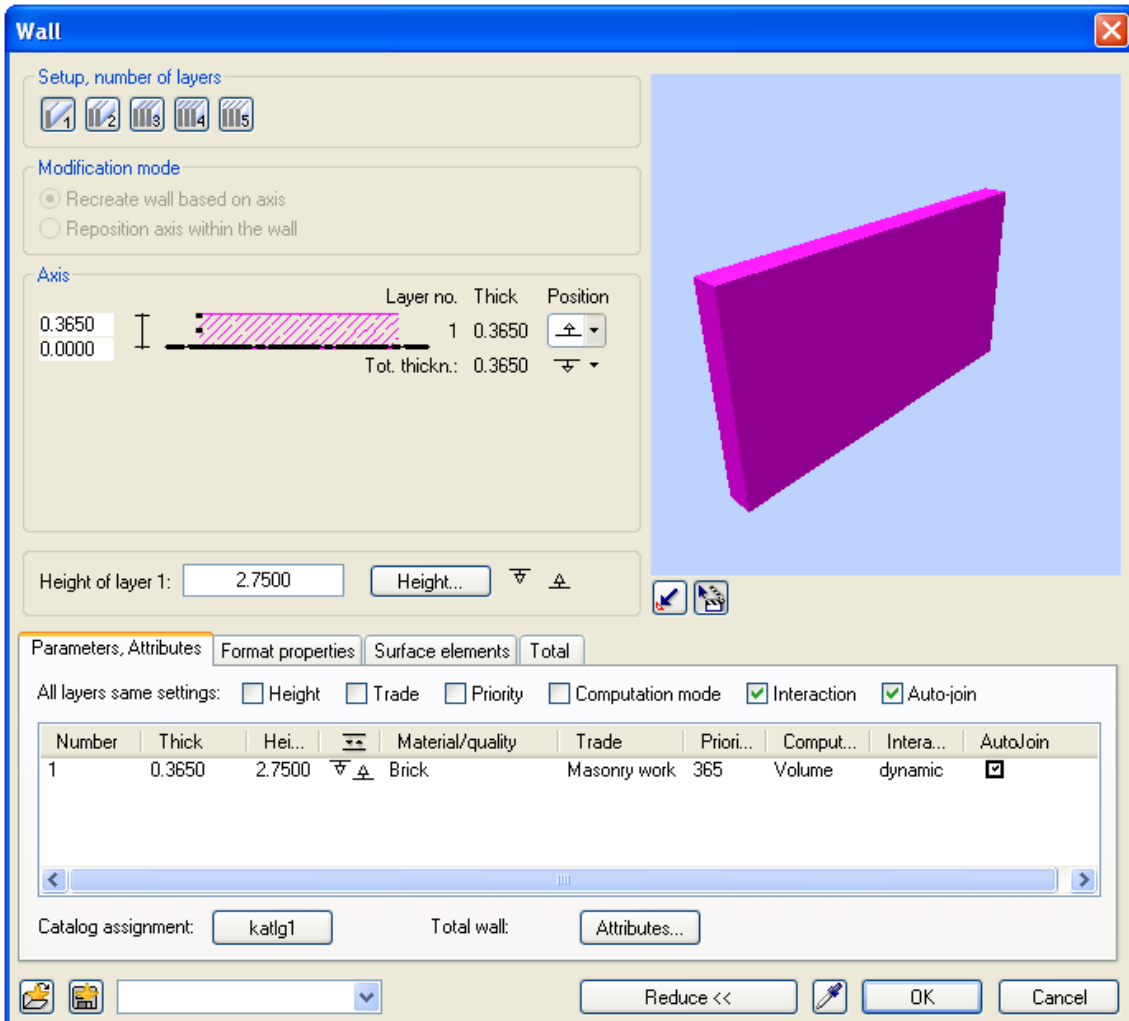 Wall
Setup, number of layers
1 2 3 4 5
Modification mode
Recreate wall based on axis
Reposition axis within the wall
Axis
Layer no. Thick Position
0.3650 1 0.3650
0.0000
Tot. thickn.: 0.3650
Height of layer 1: 2.7500 Height...
Parameters, Attributes Format properties Surface elements Total
All layers same settings: Height Trade Priority Computation mode Interaction Auto-join
Number Thick Hei... Material/quality Trade Priori... Comput... Intera... AutoJoin
1 0.3650 2.7500 Brick Masonry work 365 Volume dynamic
Catalog assignment: katlg1 Total wall: Attributes...
Reduce << OK Cancel